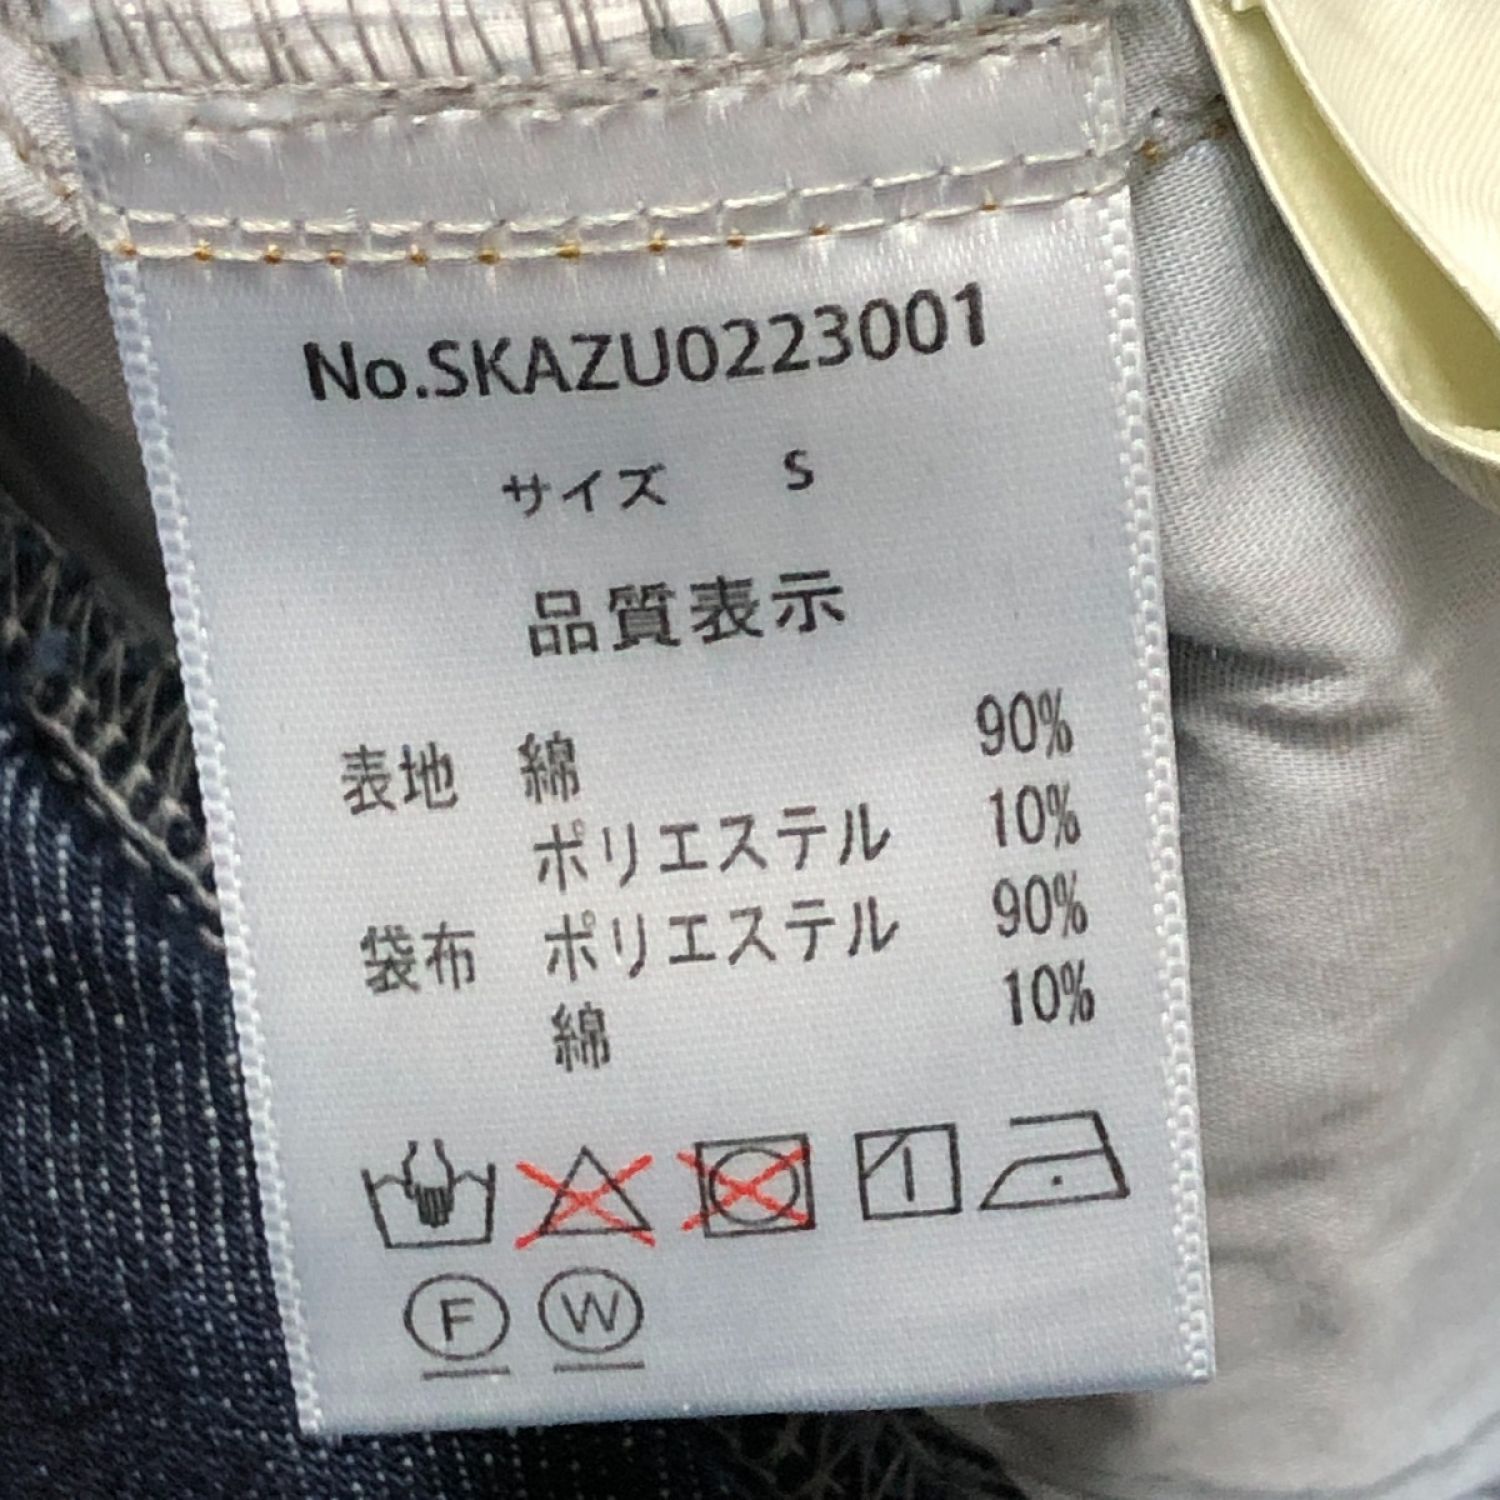 No.SKAZU0223001
サイズ S
品質表示
表地 綿 90%
ポリエステル 10%
袋布 ポリエステル 90%
綿 10%
F W